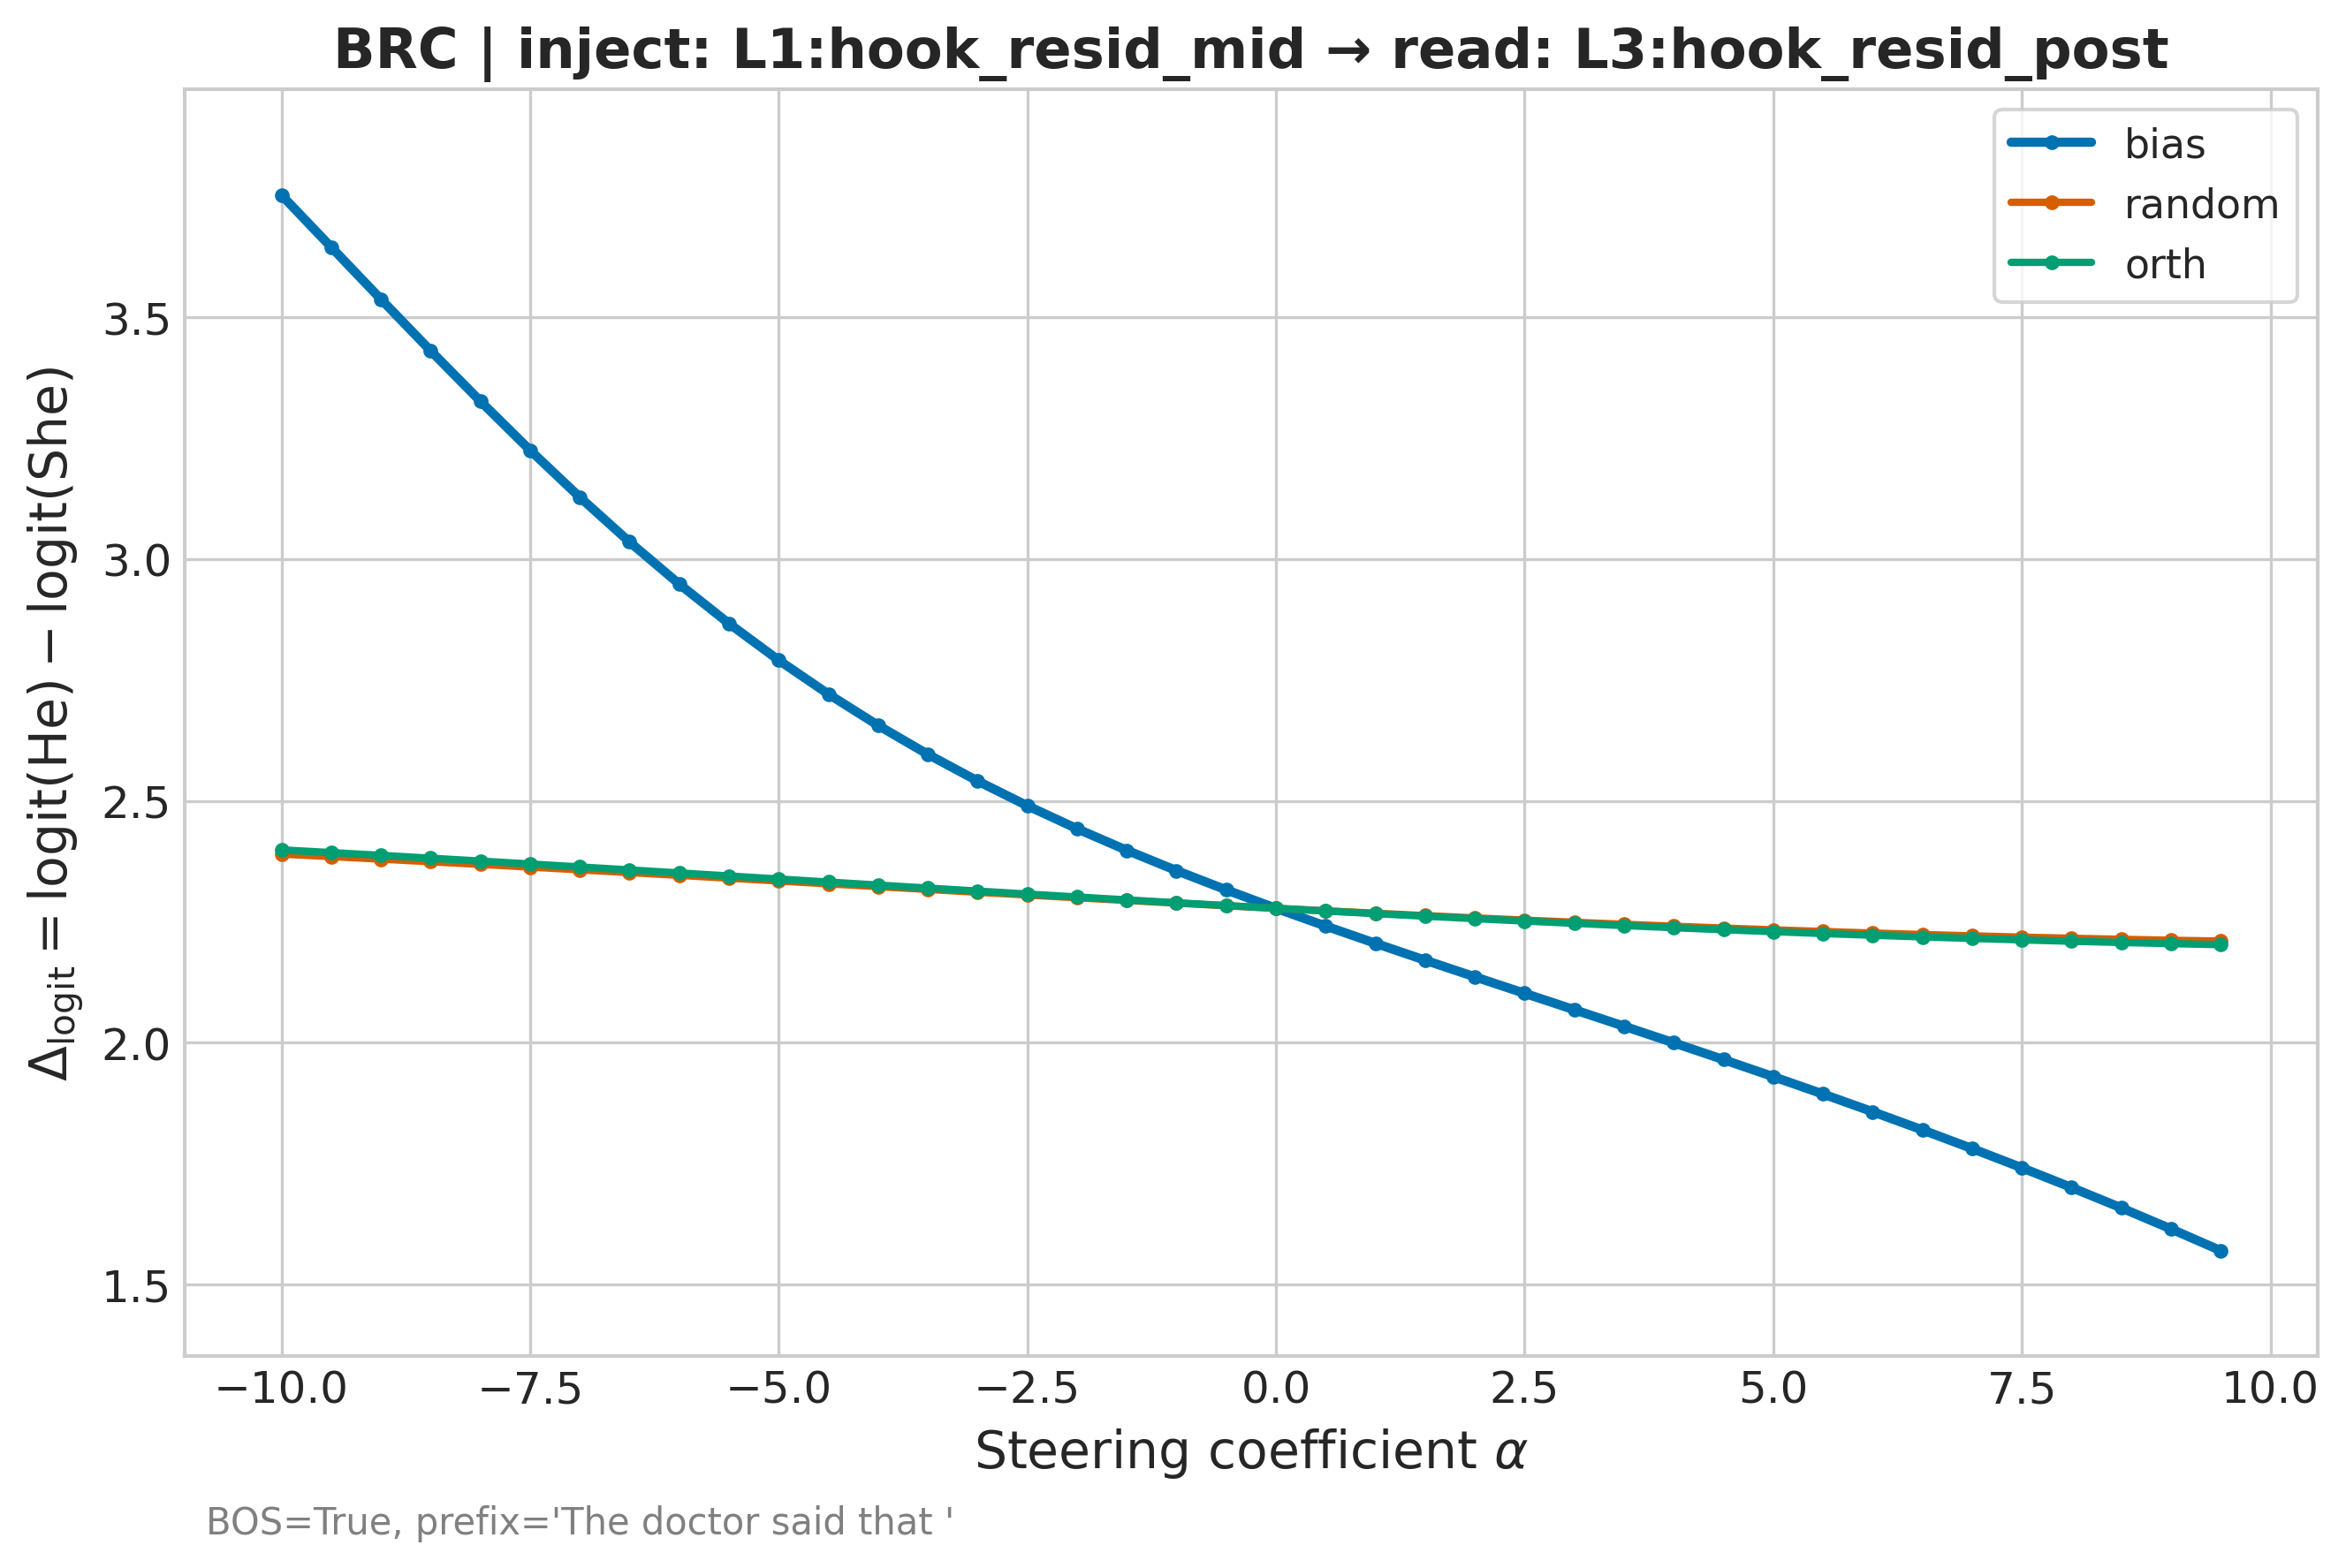 BRC | inject: L1:hook_resid_mid → read: L3:hook_resid_post
bias
random
orth
Δlogit = logit(He) − logit(She)
3.5
3.0
2.5
2.0
1.5
−10.0 −7.5 −5.0 −2.5 0.0 2.5 5.0 7.5 10.0
Steering coefficient α
BOS=True, prefix='The doctor said that '